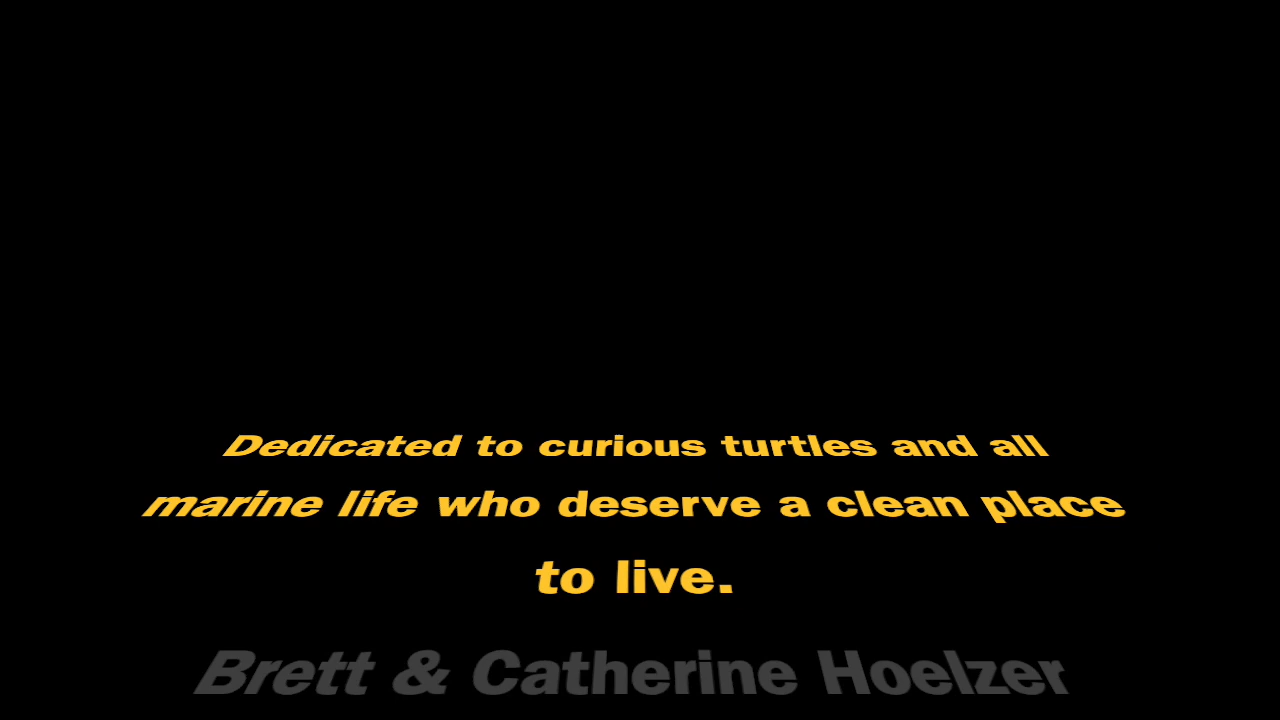 Dedicated to curious turtles and all
marine life who deserve a clean place
to live.
Brett & Catherine Hoelzer